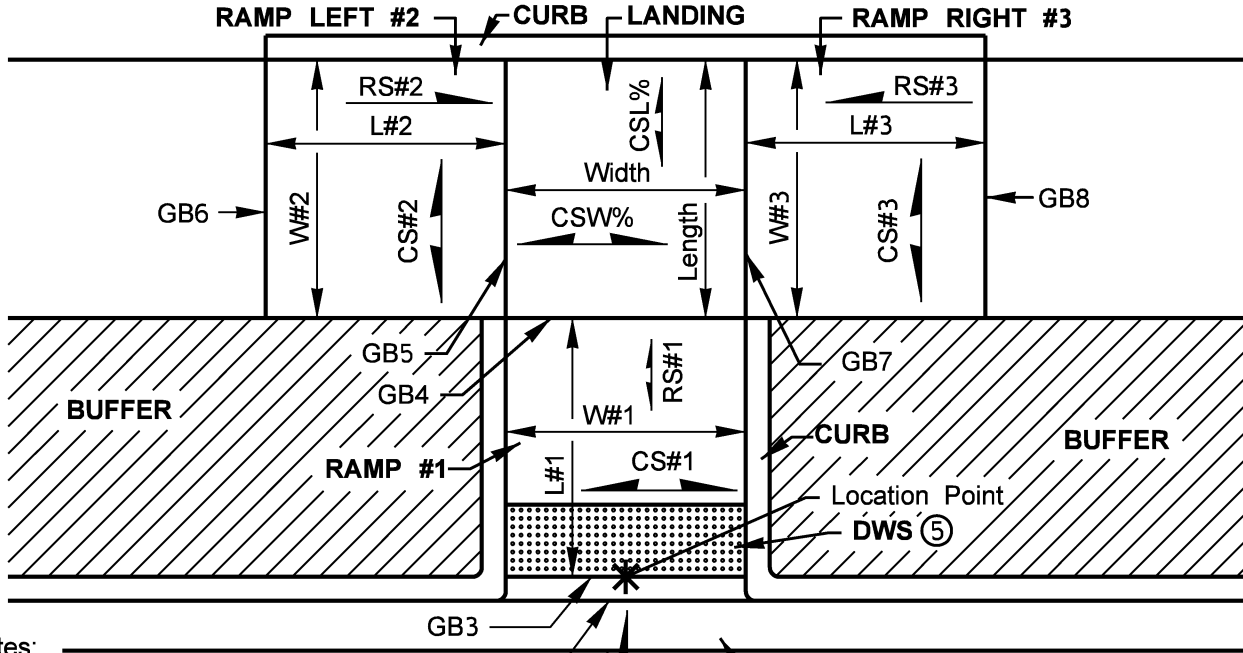 RAMP LEFT #2
CURB
LANDING
RAMP RIGHT #3
RS#2
CSL%
RS#3
L#2
L#3
Width
GB6
W#2
CS#2
CSW%
Length
W#3
CS#3
GB8
GB5
GB4
RS#1
GB7
BUFFER
W#1
CURB
BUFFER
RAMP #1
L#1
CS#1
Location Point
DWS 5
GB3
tes: